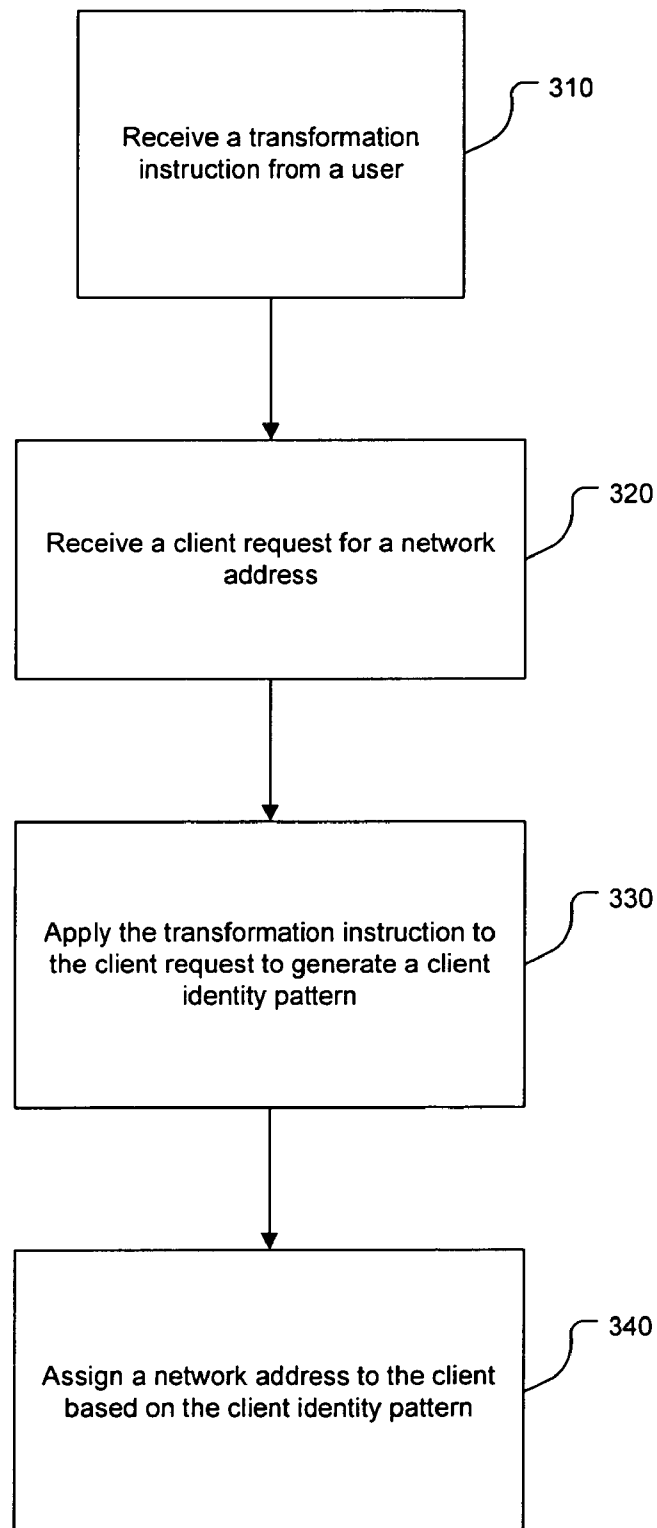 310
Receive a transformation
instruction from a user
320
Receive a client request for a network
address
330
Apply the transformation instruction to
the client request to generate a client
identity pattern
340
Assign a network address to the client
based on the client identity pattern